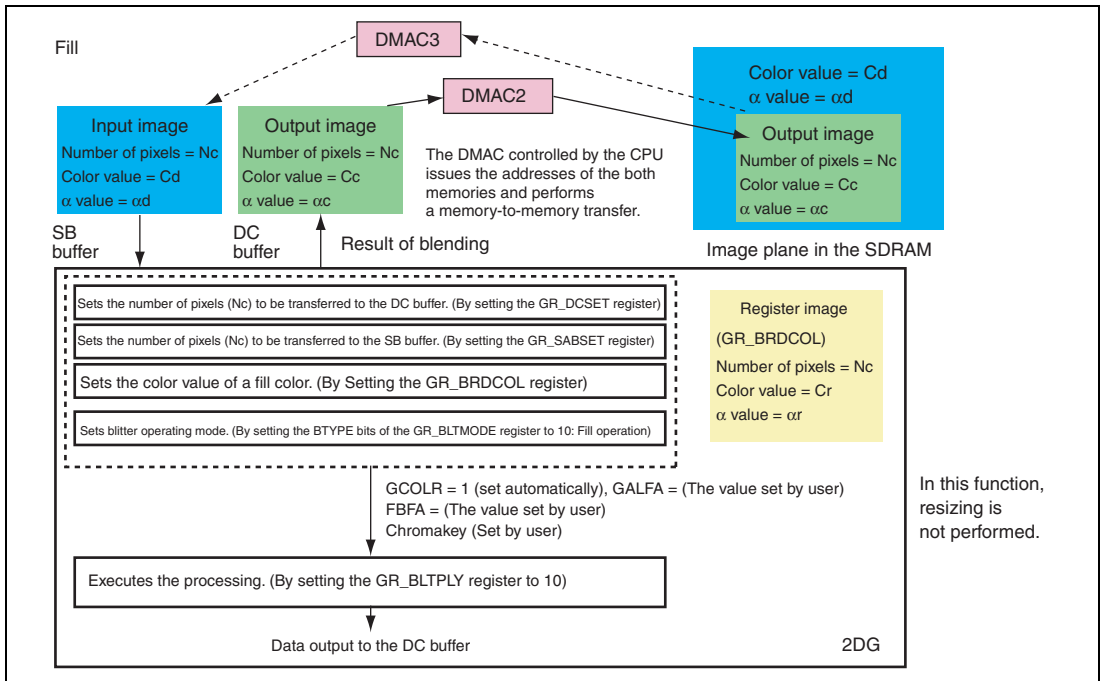 Fill
DMAC3
DMAC2
Color value = Cd
α value = αd
Input image
Number of pixels = Nc
Color value = Cd
α value = αd
Output image
Number of pixels = Nc
Color value = Cc
α value = αc
The DMAC controlled by the CPU
issues the addresses of the both
memories and performs
a memory-to-memory transfer.
Output image
Number of pixels = Nc
Color value = Cc
α value = αc
SB
buffer
DC
buffer
Result of blending
Image plane in the SDRAM
Sets the number of pixels (Nc) to be transferred to the DC buffer. (By setting the GR_DCSET register)
Sets the number of pixels (Nc) to be transferred to the SB buffer. (By setting the GR_SABSET register)
Sets the color value of a fill color. (By Setting the GR_BRDCOL register)
Sets blitter operating mode. (By setting the BTYPE bits of the GR_BLTMODE register to 10: Fill operation)
Register image
(GR_BRDCOL)
Number of pixels = Nc
Color value = Cr
α value = αr
GCOLR = 1 (set automatically), GALFA = (The value set by user)
FBFA = (The value set by user)
Chromakey (Set by user)
In this function,
resizing is
not performed.
Executes the processing. (By setting the GR_BLTPLY register to 10)
Data output to the DC buffer
2DG